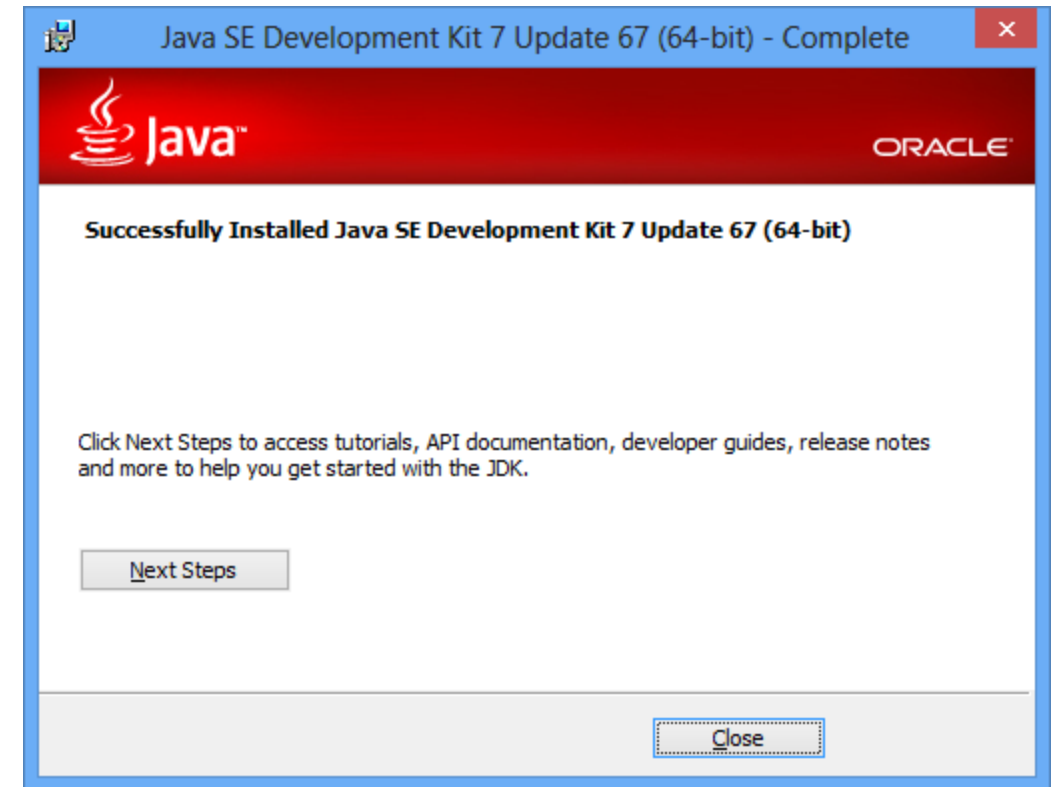 Java SE Development Kit 7 Update 67 (64-bit) - Complete
Java™
ORACLE®
Successfully Installed Java SE Development Kit 7 Update 67 (64-bit)
Click Next Steps to access tutorials, API documentation, developer guides, release notes
and more to help you get started with the JDK.
Next Steps
Close